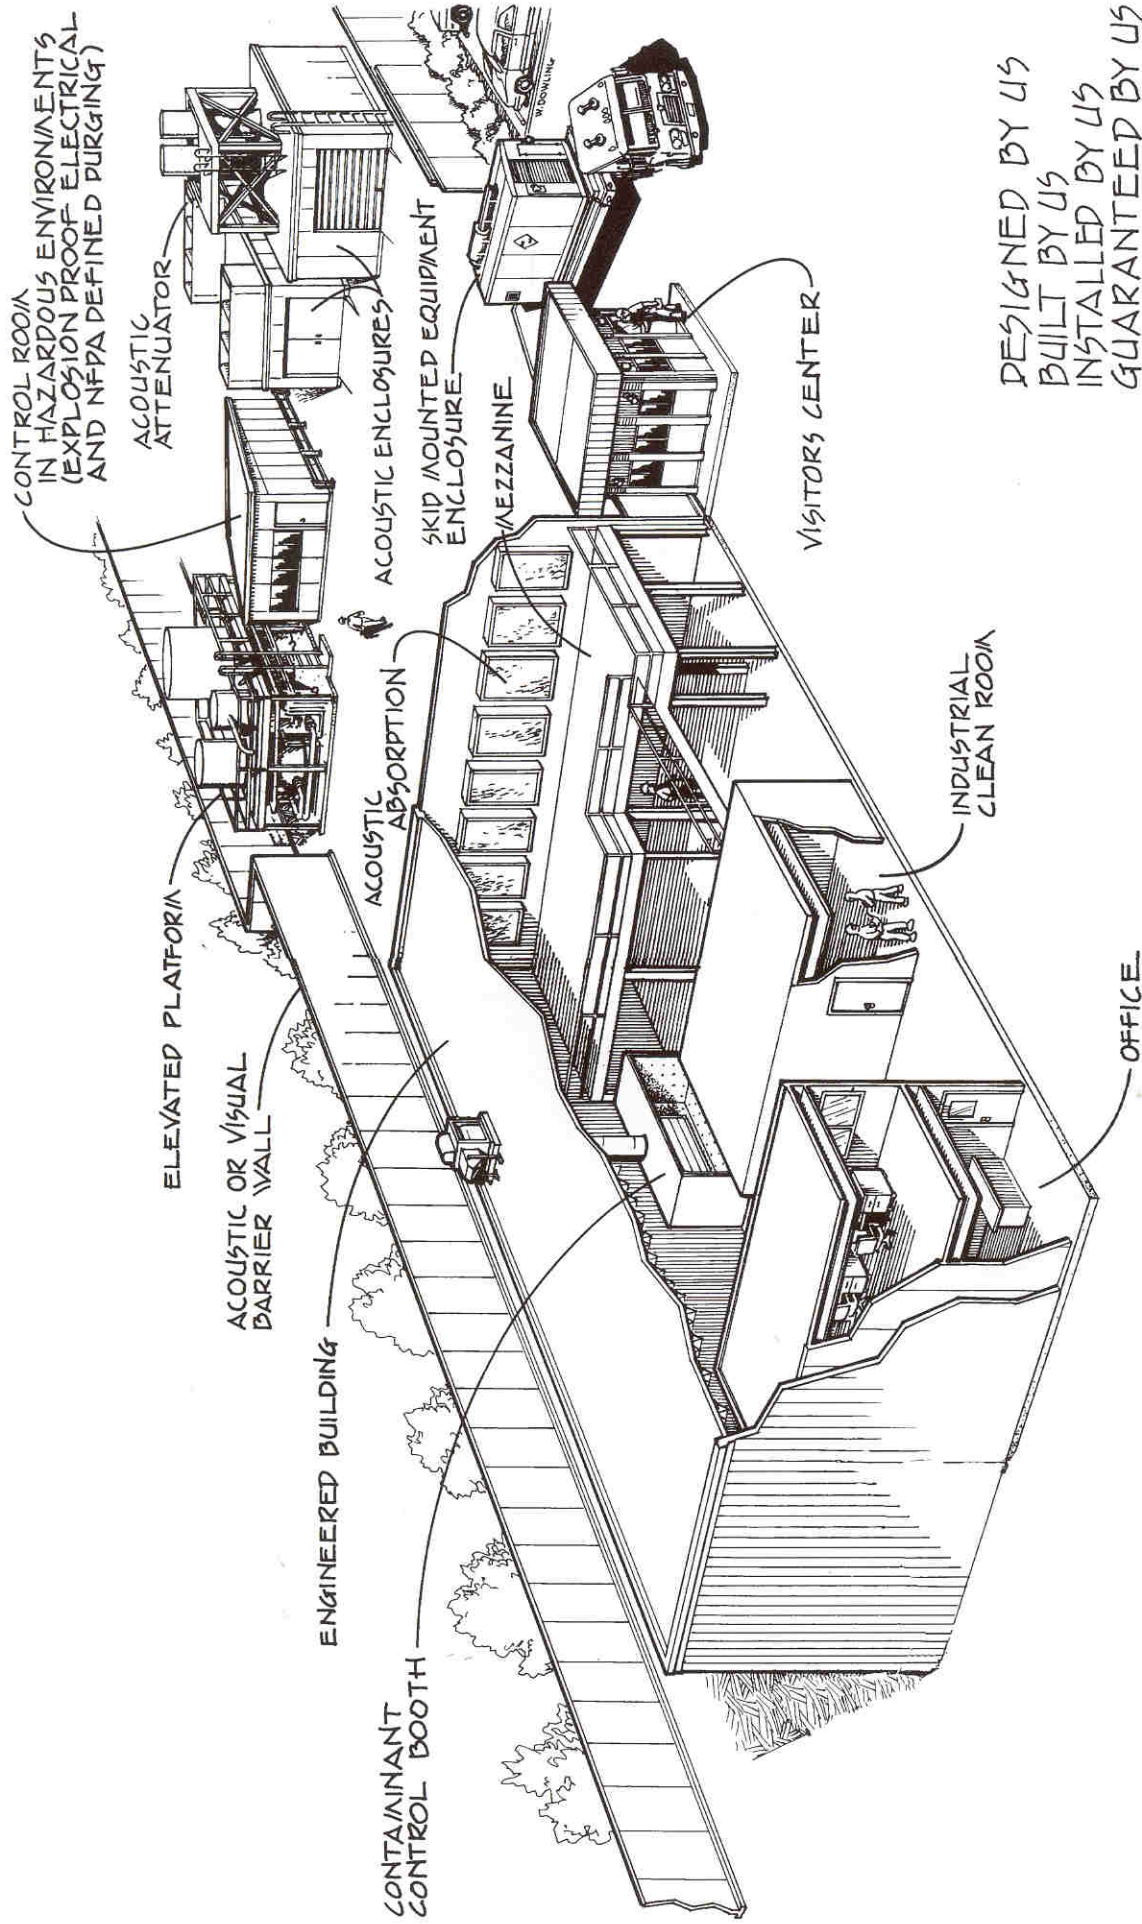 CONTROL ROOM
IN HAZARDOUS ENVIRONMENTS
(EXPLOSION PROOF ELECTRICAL
AND NFPA DEFINED PURGING)
ACOUSTIC
ATTENUATOR
ELEVATED PLATFORM
ACOUSTIC OR VISUAL
BARRIER WALL
ENGINEERED BUILDING
CONTAMINANT
CONTROL BOOTH
ACOUSTIC
ABSORPTION
ACOUSTIC ENCLOSURES
SKID MOUNTED EQUIPMENT
ENCLOSURE
MEZZANINE
W. DOWLING
VISITORS CENTER
INDUSTRIAL
CLEAN ROOM
OFFICE
DESIGNED BY US
BUILT BY US
INSTALLED BY US
GUARANTEED BY US